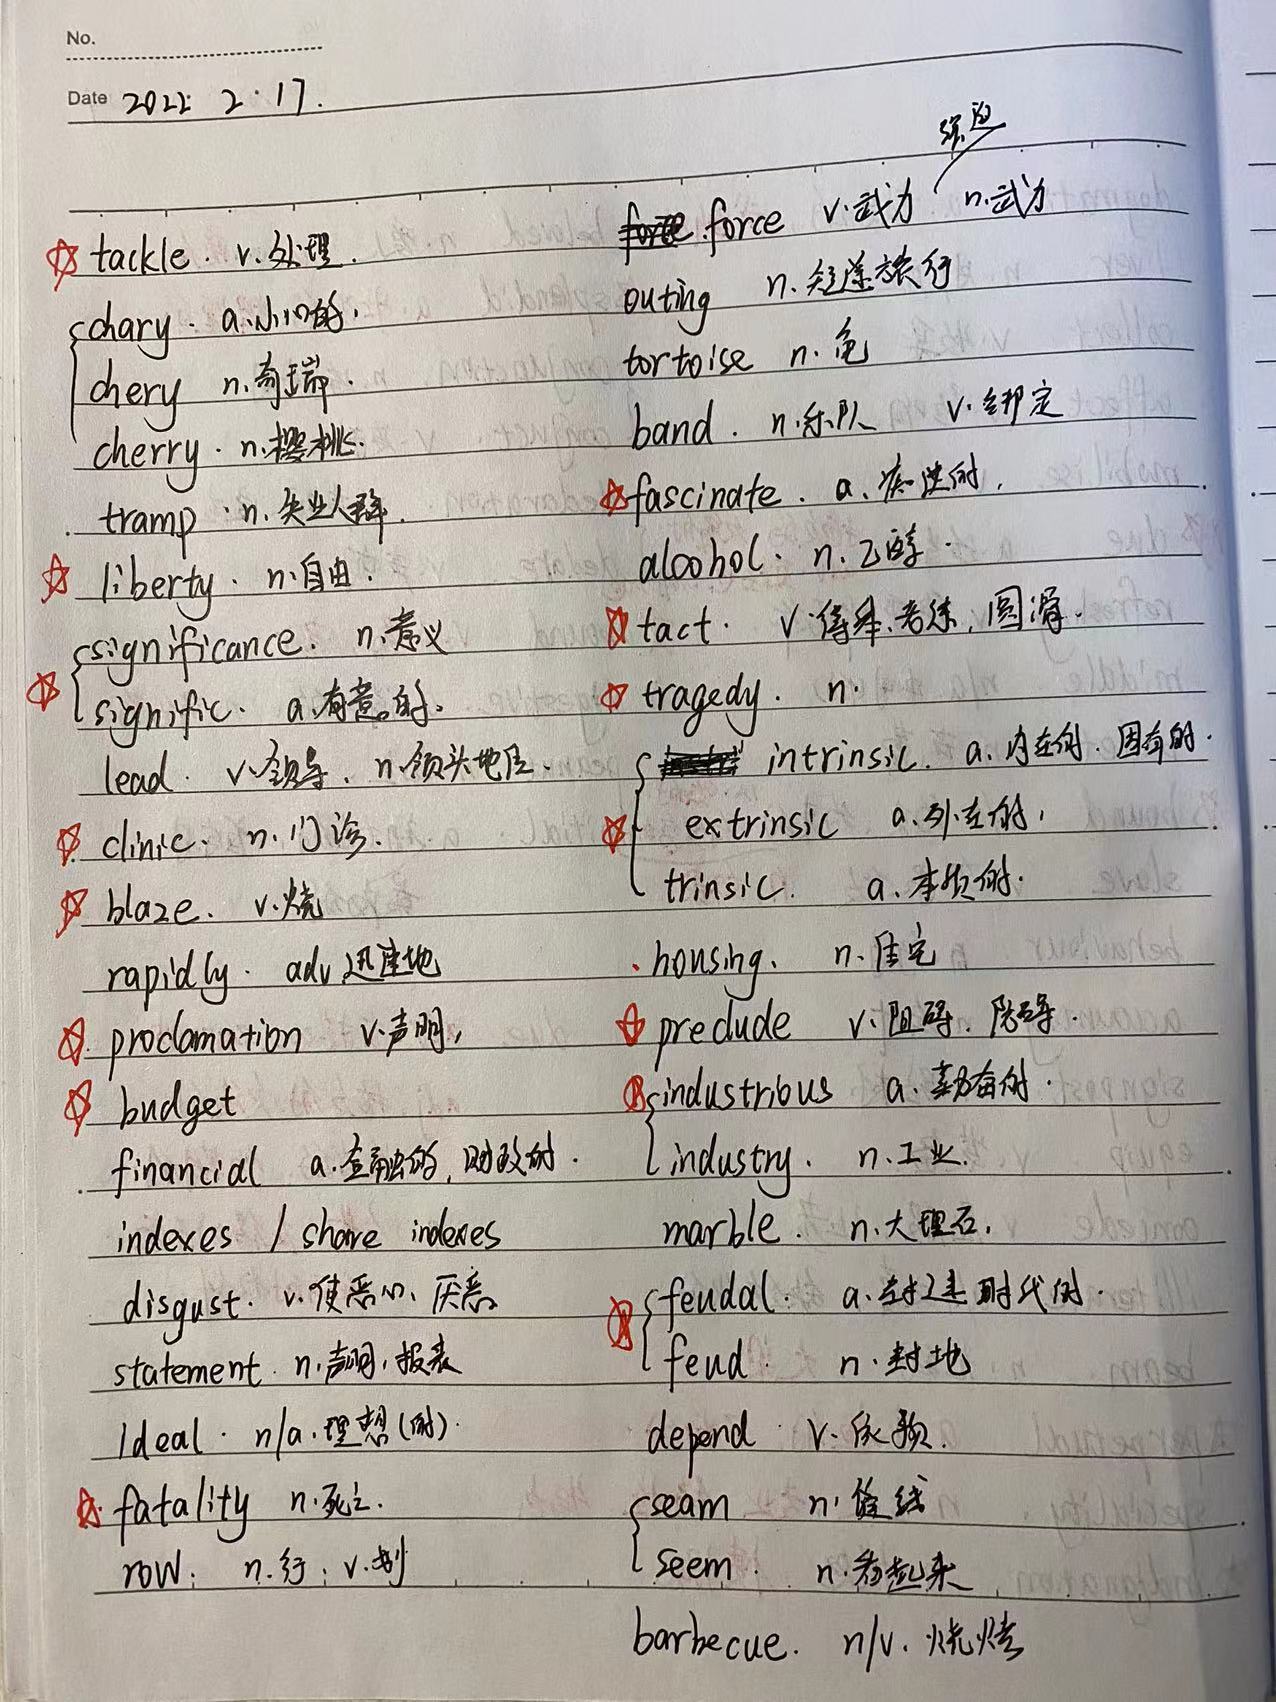 No.
Date 2022 2.17.
tackle. v.处理.
chary. a.小心的.
chery n.奇瑞.
cherry. n.樱桃.
tramp. n.失业人群.
liberty. n.自由.
significance. n.意义
signific. a.有意的.
lead. v.领导. n.领头地位.
clinic. n.门诊.
blaze. v.烧
rapidly. adv 迅速地
proclamation v.声明,
budget
financial a.金融的,财政的.
indexes / share indexes
disgust. v.使恶心、厌恶
statement n.声明,报表
Ideal. n/a.理想(的).
fatality n.死亡.
row. n.行, v.划
强迫
force v.武力 n.武力
outing n.短途旅行
tortoise n.龟
band. n.乐队 v.绑定
fascinate. a.痴迷的,
alcohol. n.乙醇.
tact. v.得体,老练,圆滑.
tragedy. n.
intrinsic. a.内在的.固有的.
extrinsic a.外在的,
trinsic. a.本质的.
housing. n.住宅
preclude v.阻碍.防碍.
industribus a.勤奋的.
industry. n.工业.
marble. n.大理石,
feudal. a.封建时代的.
feud. n.封地
depend v.依赖.
seam n.缝线
seem. n.看起来
barbecue. n/v.烧烤